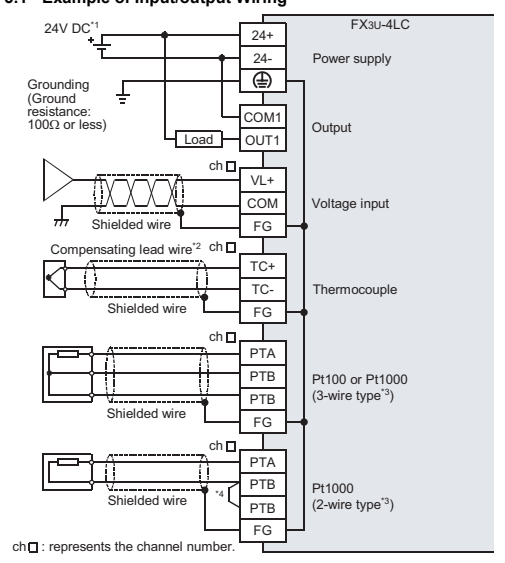 Example of Input/output Wiring
24V DC*1
FX3U-4LC
24+
24-
Power supply
Grounding
(Ground
resistance:
100Ω or less)
COM1
Output
Load
OUT1
ch
VL+
COM
Voltage input
FG
Shielded wire
Compensating lead wire*2
ch
TC+
TC-
Thermocouple
FG
Shielded wire
ch
PTA
PTB
Pt100 or Pt1000
(3-wire type*3)
PTB
FG
Shielded wire
ch
PTA
PTB
Pt1000
(2-wire type*3)
*4
PTB
FG
Shielded wire
ch : represents the channel number.